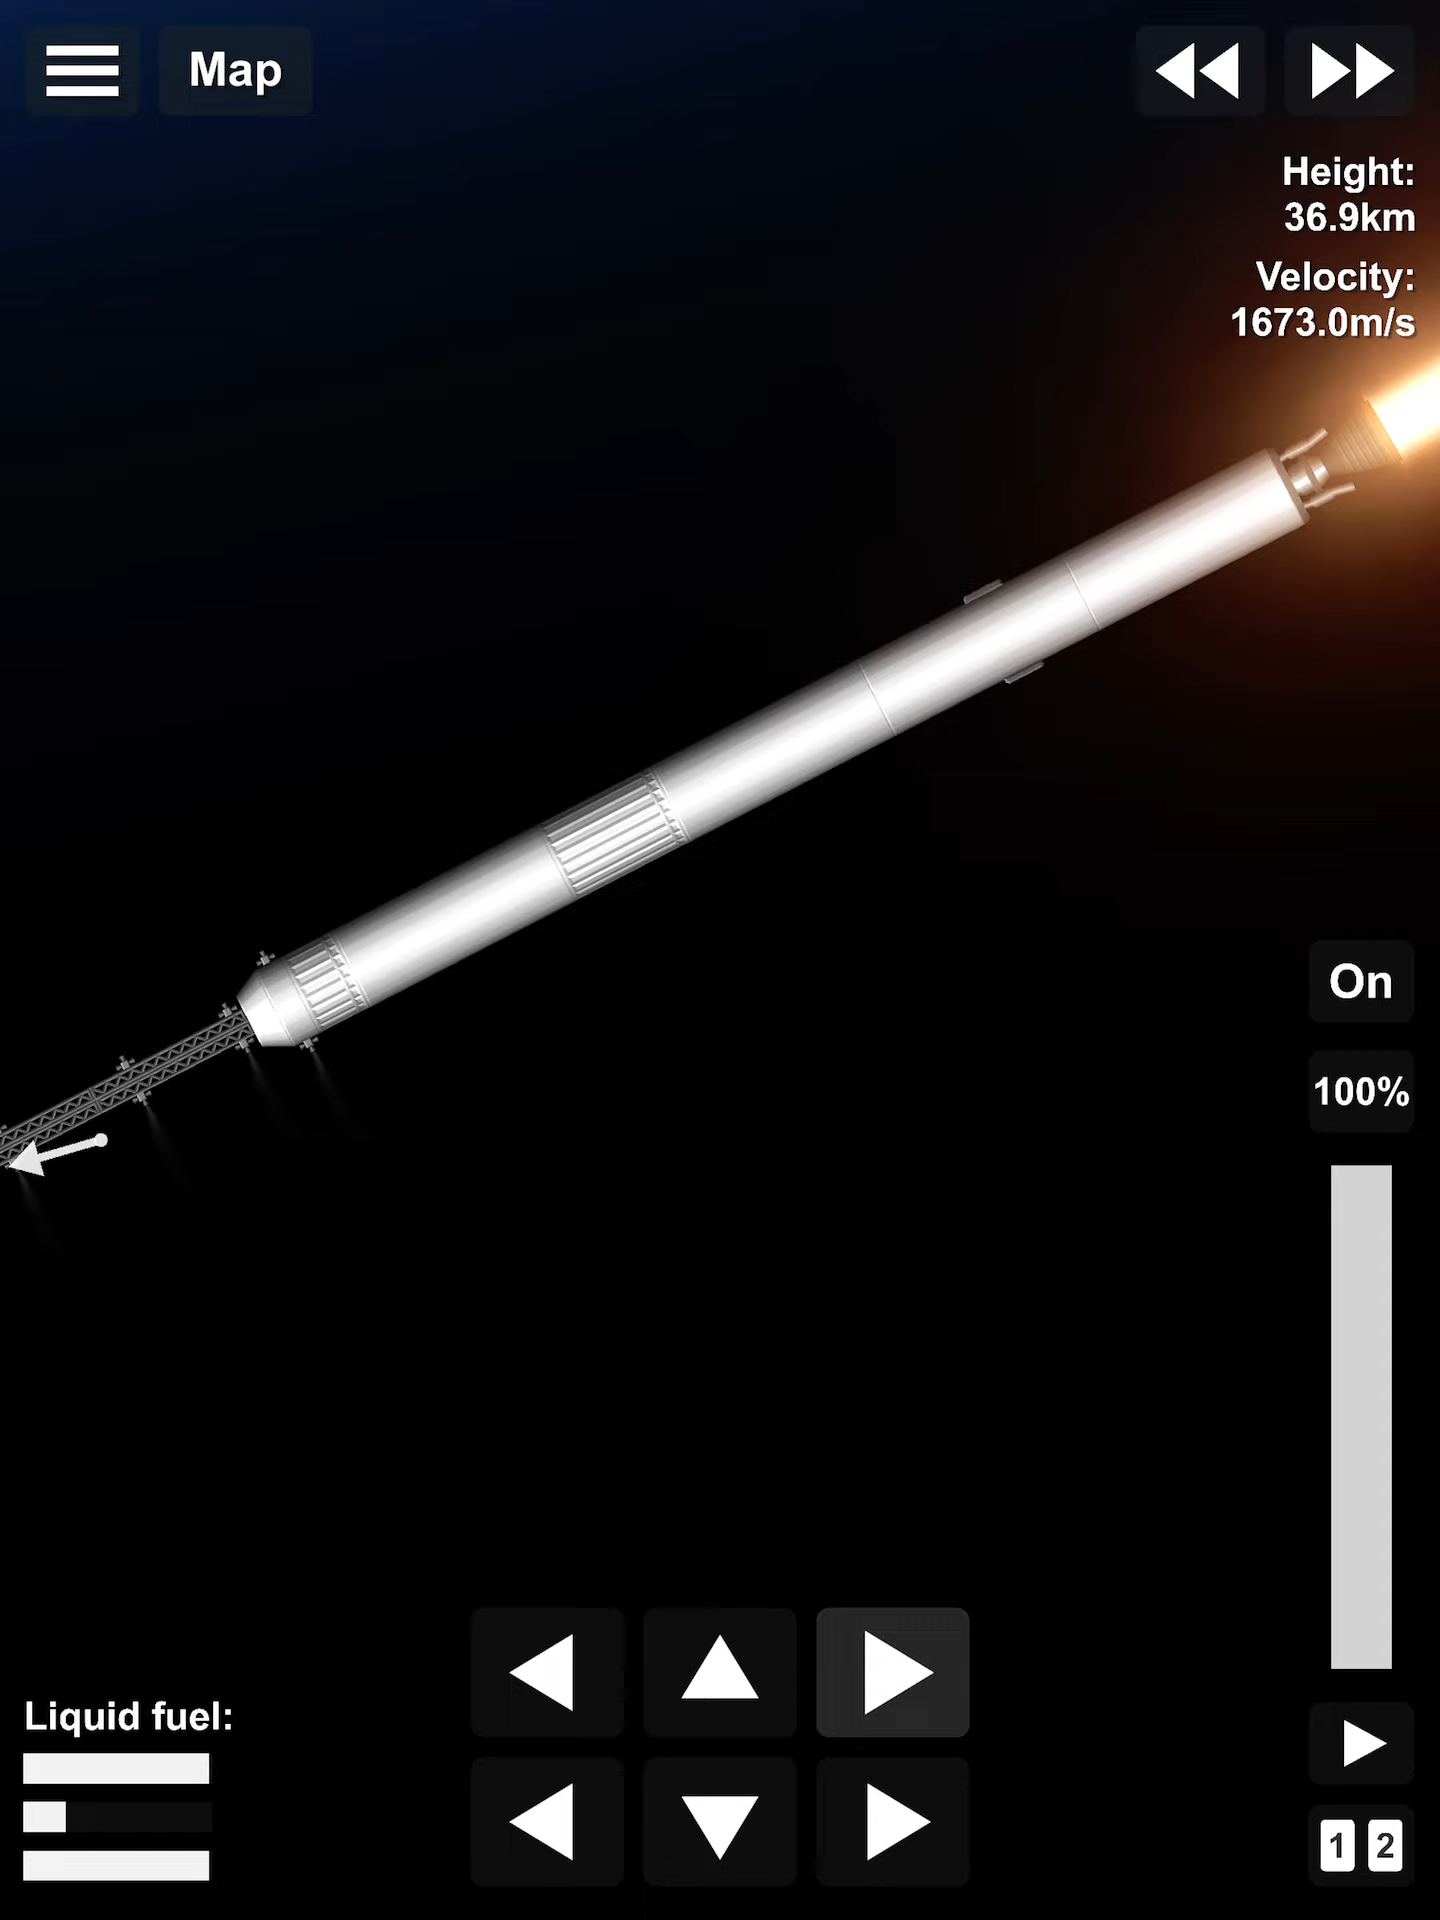 Map
Height:
36.9km
Velocity:
1673.0m/s
On
100%
Liquid fuel:
1 2